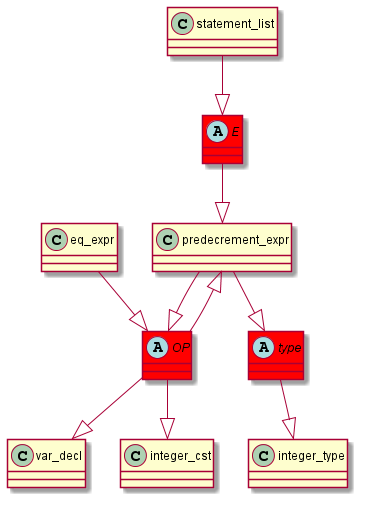 C statement_list
A E
C eq_expr
C predecrement_expr
A OP
A type
C var_decl
C integer_cst
C integer_type